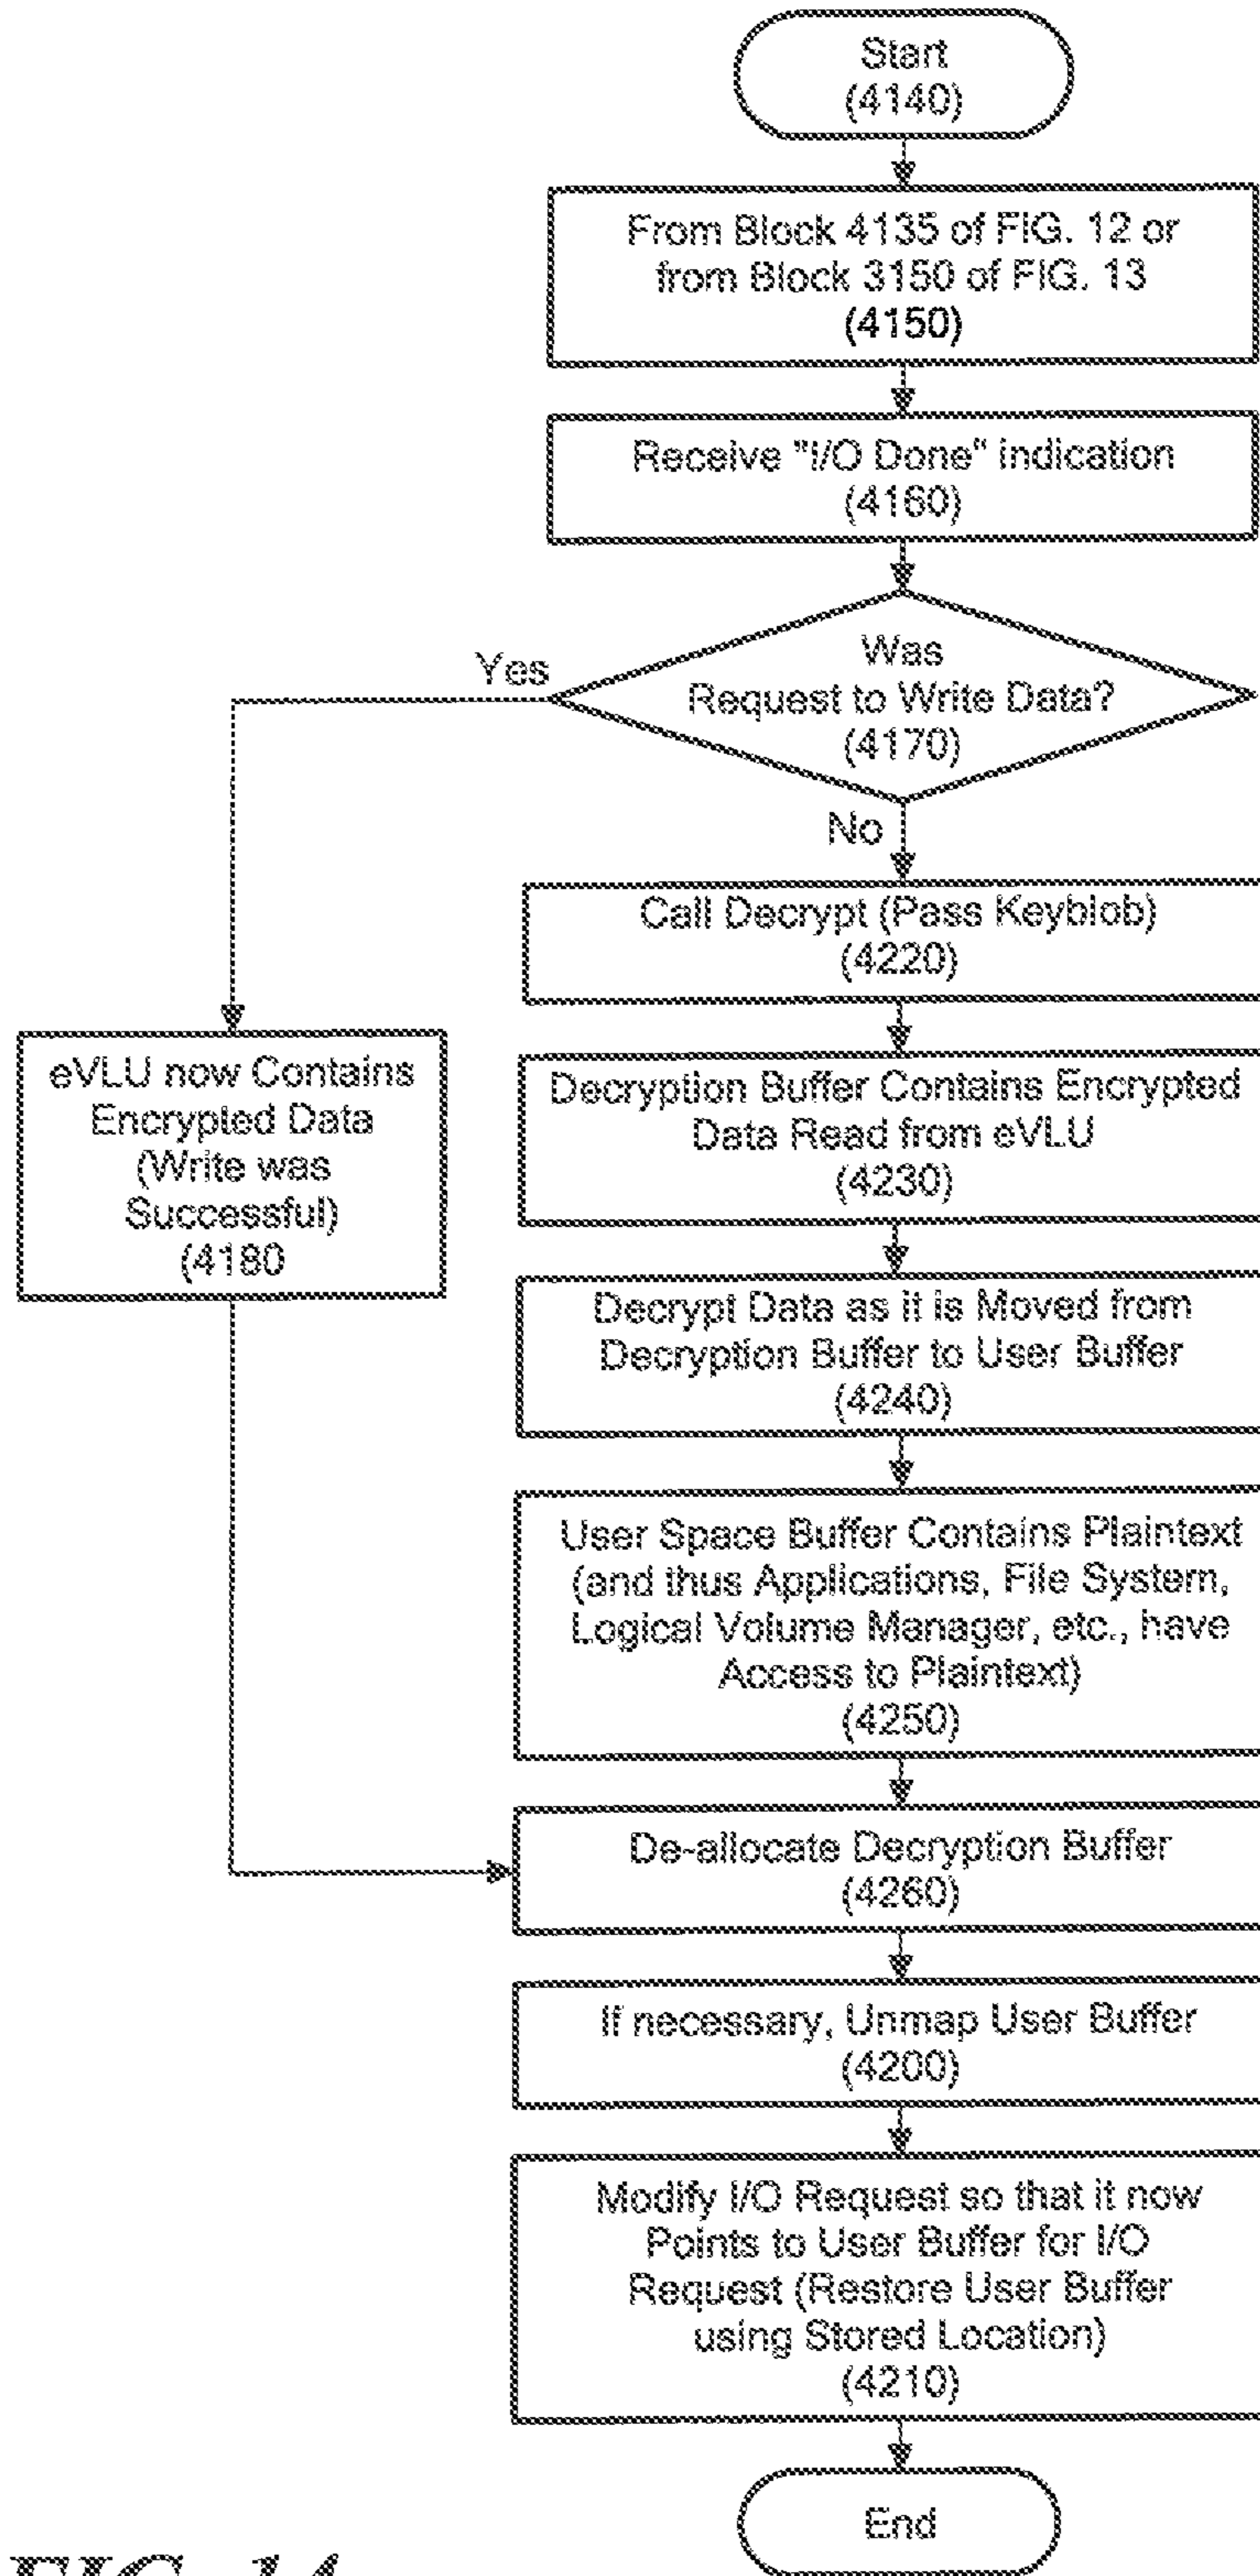 Start
(4140)
From Block 4135 of FIG. 12 or
from Block 3150 of FIG. 13
(4150)
Receive "I/O Done" indication
(4160)
Was
Request to Write Data?
(4170)
Yes
No
Call Decrypt (Pass Keyblob)
(4220)
Decryption Buffer Contains Encrypted
Data Read from eVLU
(4230)
eVLU now Contains
Encrypted Data
(Write was
Successful)
(4180
Decrypt Data as it is Moved from
Decryption Buffer to User Buffer
(4240)
User Space Buffer Contains Plaintext
(and thus Applications, File System,
Logical Volume Manager, etc., have
Access to Plaintext)
(4250)
De-allocate Decryption Buffer
(4260)
If necessary, Unmap User Buffer
(4200)
Modify I/O Request so that it now
Points to User Buffer for I/O
Request (Restore User Buffer
using Stored Location)
(4210)
End
FIG. 14